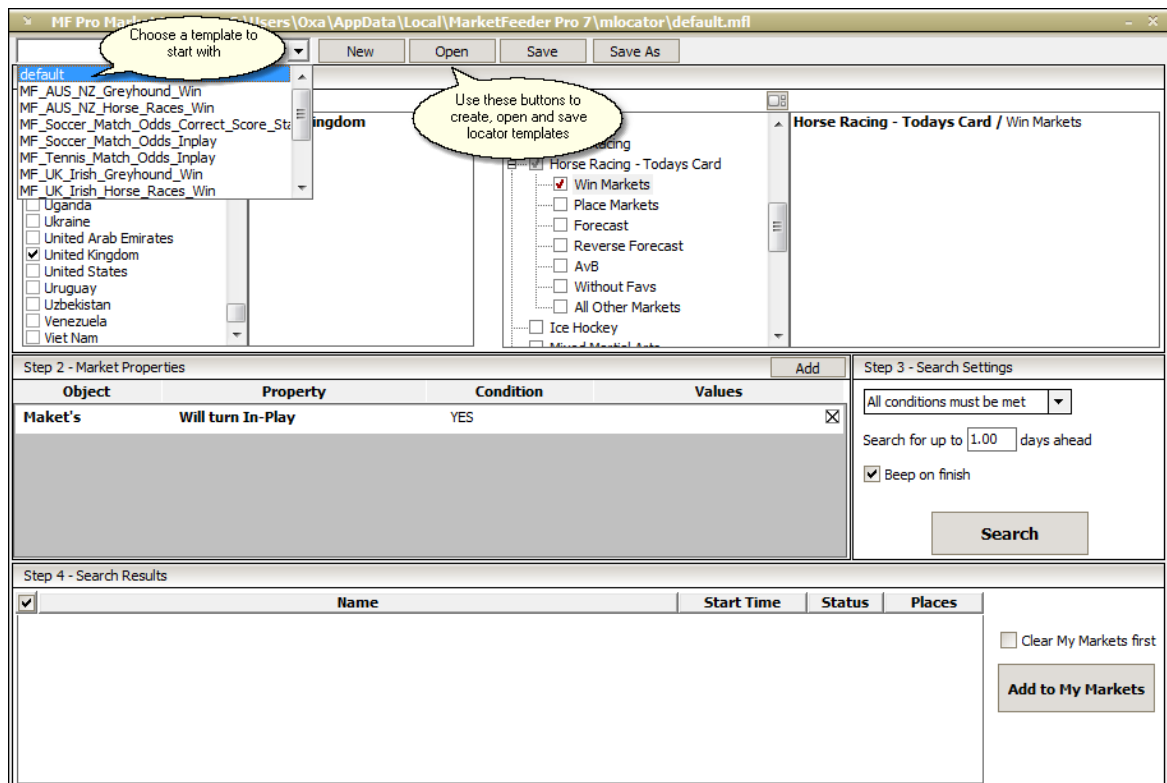 MF Pro Mar Users\Oxa\AppData\Local\MarketFeeder Pro 7\mlocator\default.mfl
Choose a template to
start with
New
Open
Save
Save As
default
MF_AUS_NZ_Greyhound_Win
MF_AUS_NZ_Horse_Races_Win
MF_Soccer_Match_Odds_Correct_Score_Sta
MF_Soccer_Match_Odds_Inplay
MF_Tennis_Match_Odds_Inplay
MF_UK_Irish_Greyhound_Win
MF_UK_Irish_Horse_Races_Win
Uganda
Ukraine
United Arab Emirates
United Kingdom
United States
Uruguay
Uzbekistan
Venezuela
Viet Nam
ingdom
Use these buttons to
create, open and save
locator templates
Horse Racing - Todays Card
Win Markets
Place Markets
Forecast
Reverse Forecast
AvB
Without Favs
All Other Markets
Ice Hockey
Mixed Martial Arts
Horse Racing - Todays Card / Win Markets
Step 2 - Market Properties
Add
Object Property Condition Values
Maket's Will turn In-Play YES
Step 3 - Search Settings
All conditions must be met
Search for up to 1.00 days ahead
Beep on finish
Search
Step 4 - Search Results
Name Start Time Status Places
Clear My Markets first
Add to My Markets